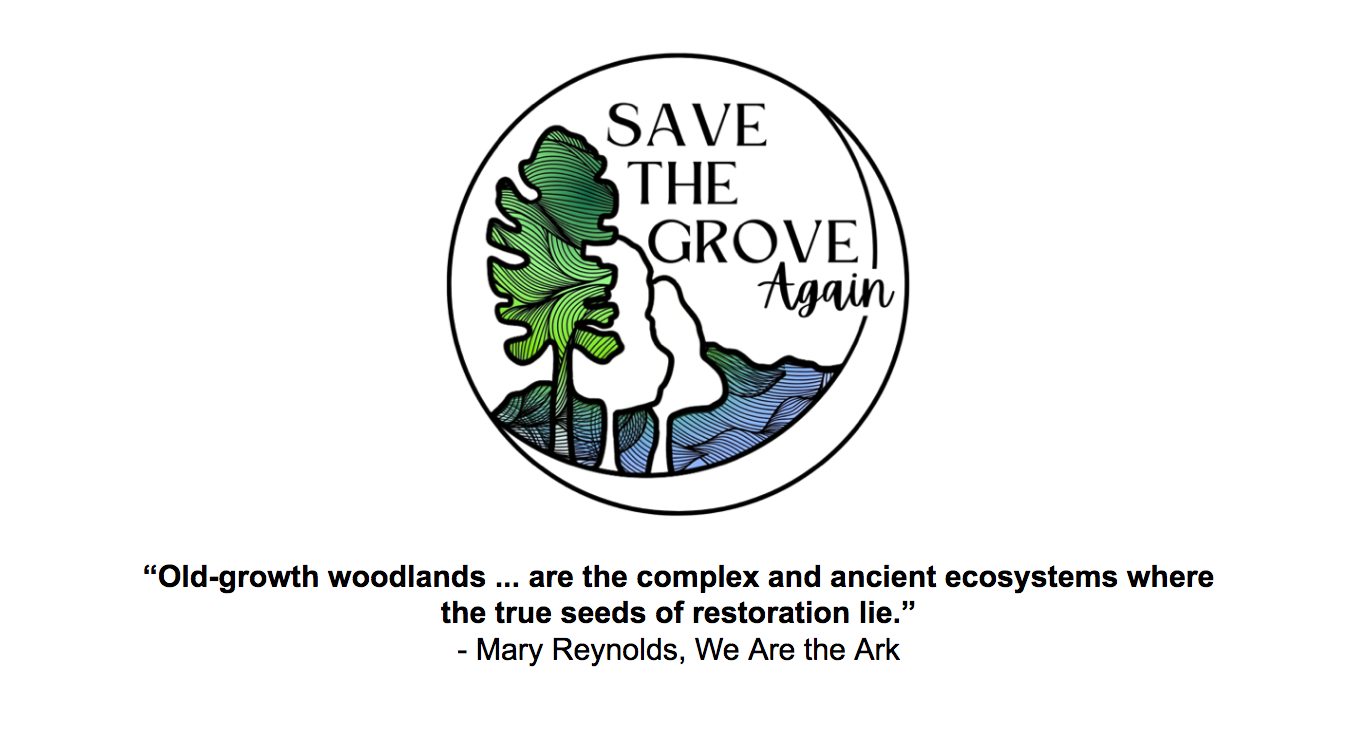 SAVE
THE
GROVE
Again
“Old-growth woodlands ... are the complex and ancient ecosystems where
the true seeds of restoration lie.”
- Mary Reynolds, We Are the Ark